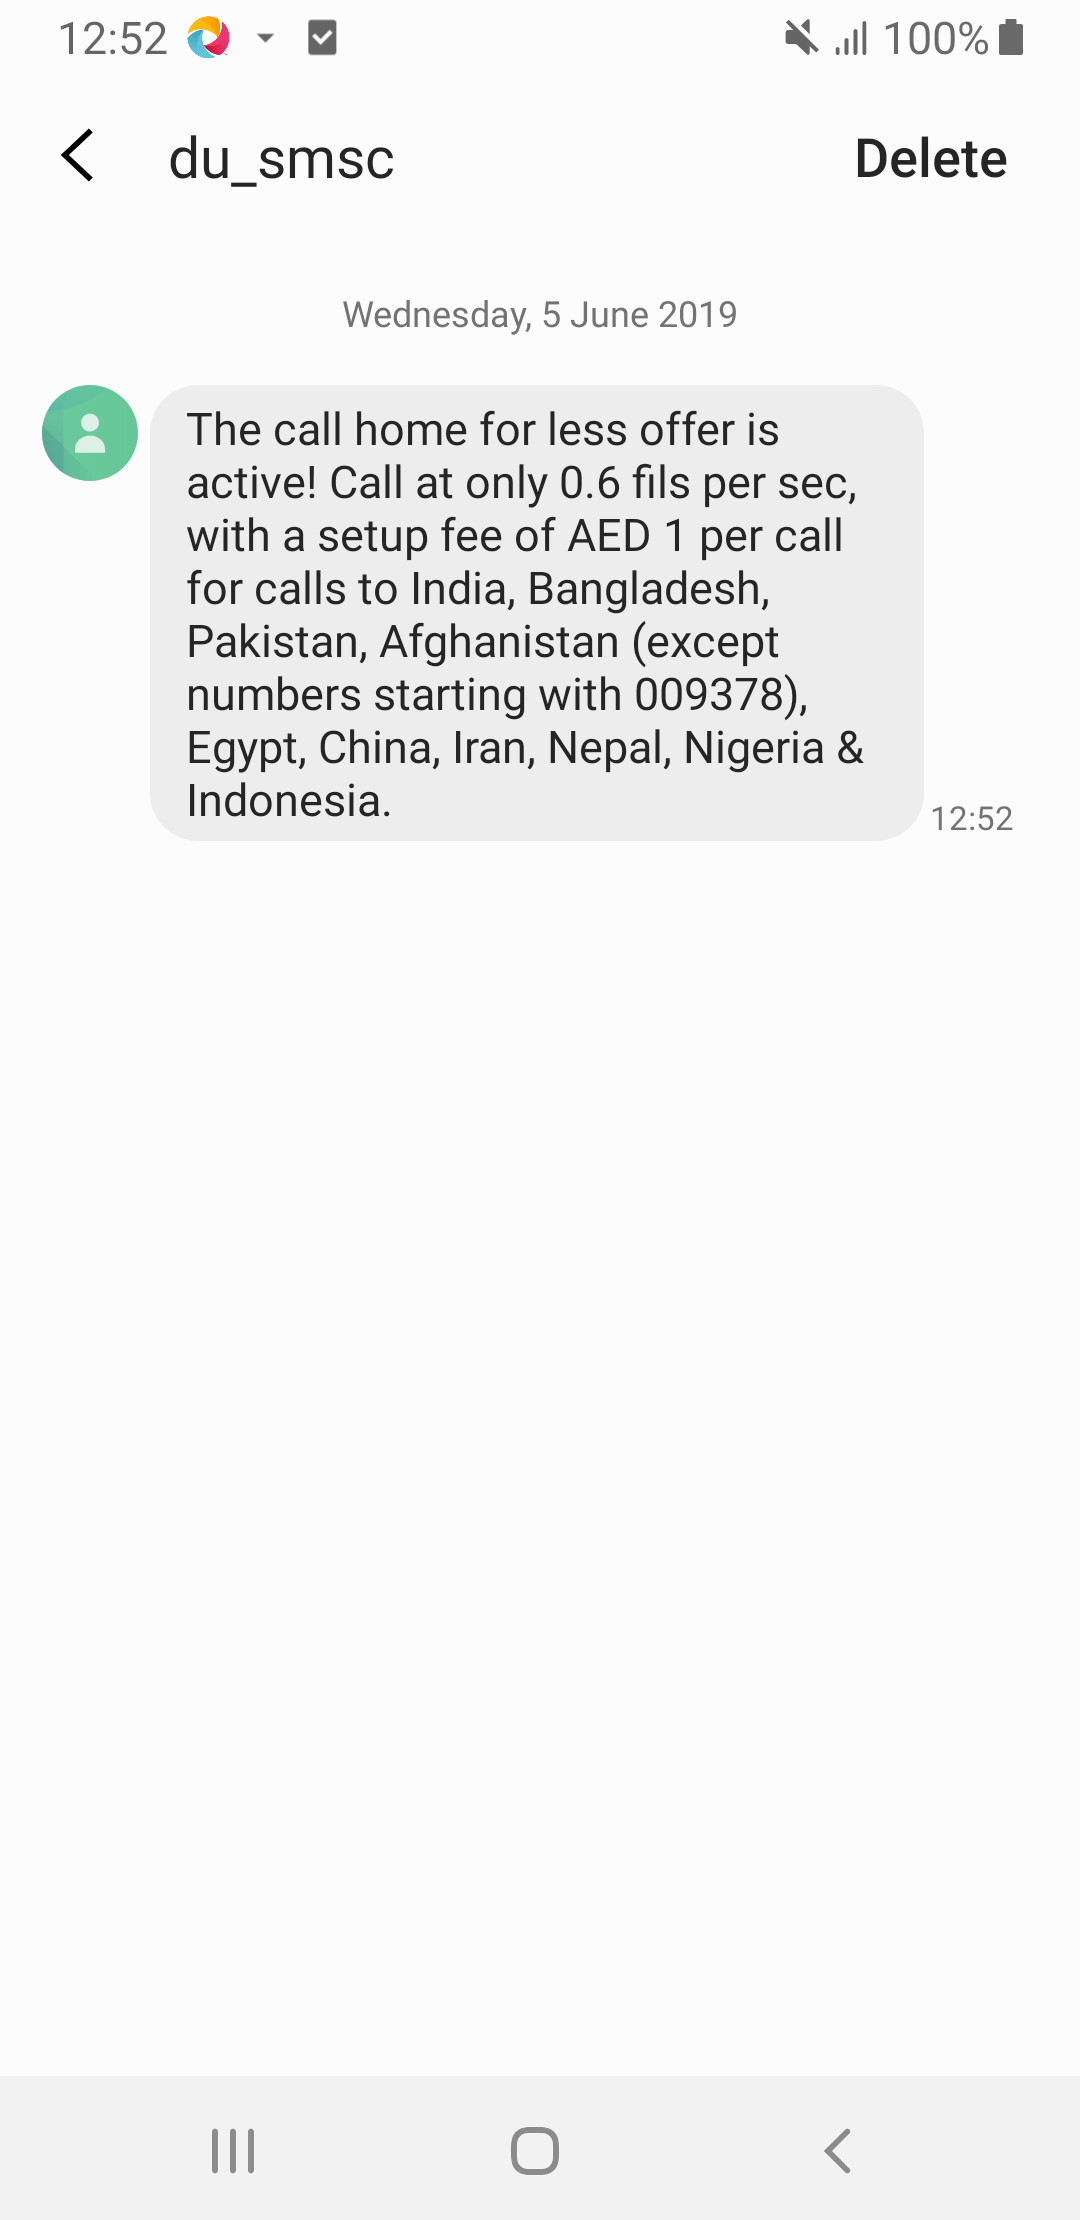 12:52 100%
du_smsc Delete
Wednesday, 5 June 2019
The call home for less offer is
active! Call at only 0.6 fils per sec,
with a setup fee of AED 1 per call
for calls to India, Bangladesh,
Pakistan, Afghanistan (except
numbers starting with 009378),
Egypt, China, Iran, Nepal, Nigeria &
Indonesia.
12:52